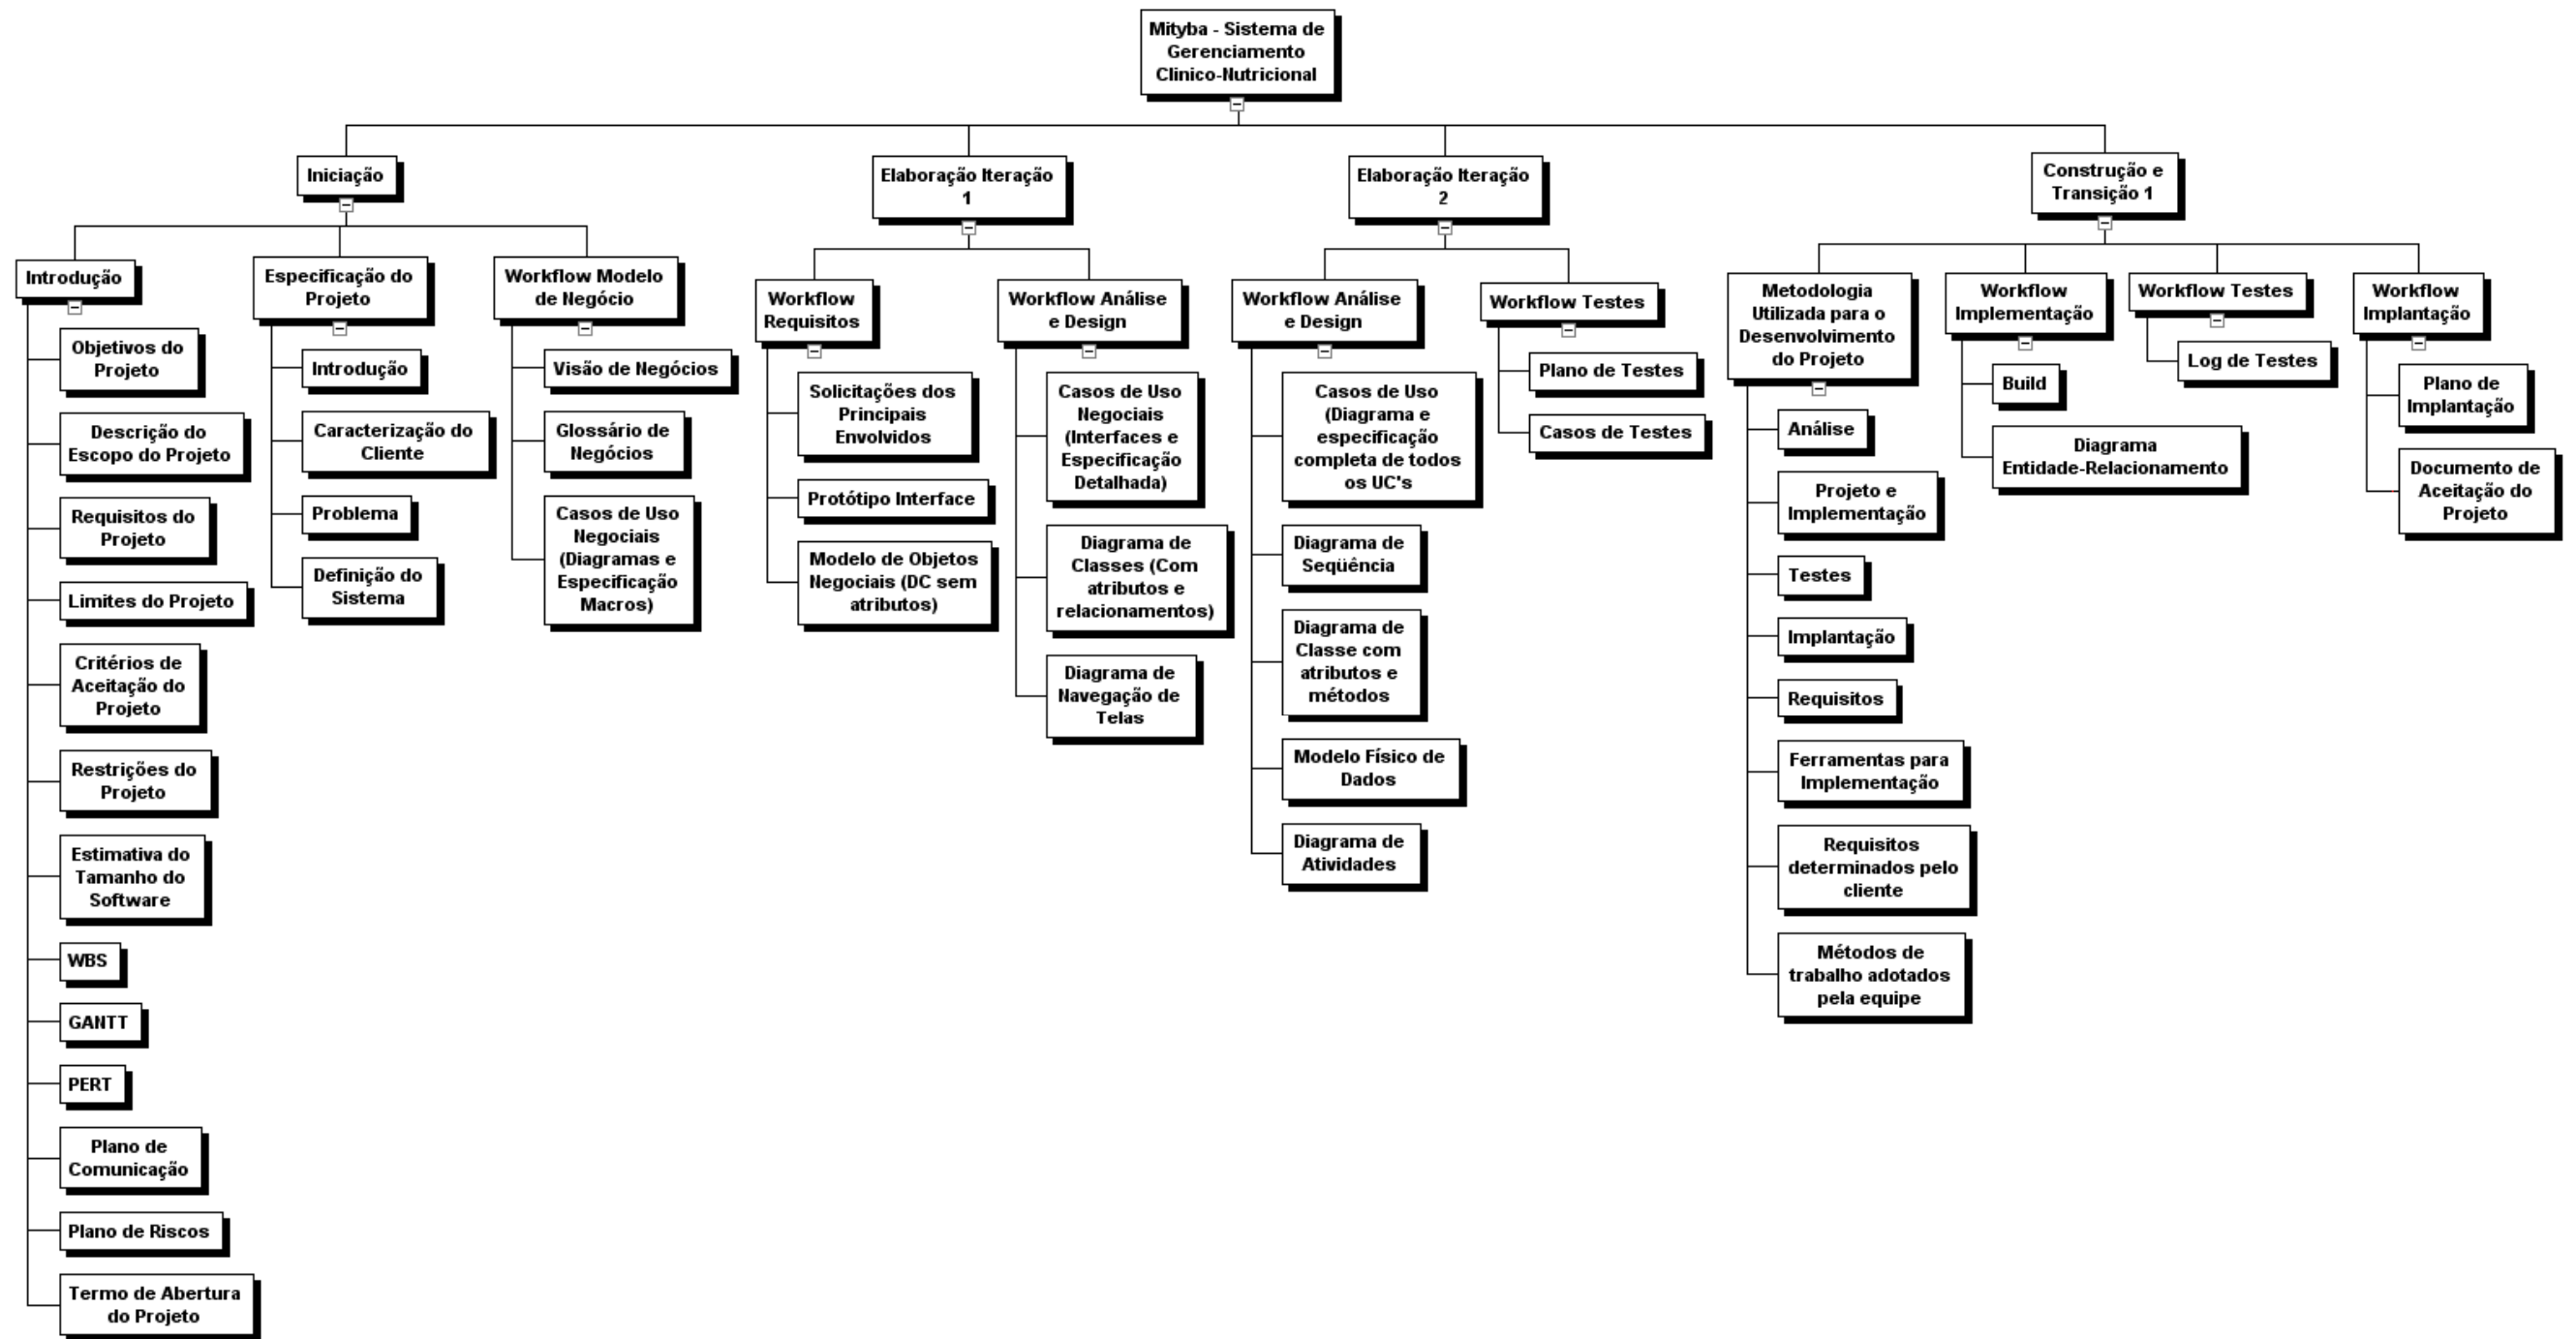 Mityba - Sistema de
Gerenciamento
Clinico-Nutricional
Iniciação
Elaboração Iteração
1
Elaboração Iteração
2
Construção e
Transição 1
Introdução
Objetivos do
Projeto
Descrição do
Escopo do Projeto
Requisitos do
Projeto
Limites do Projeto
Critérios de
Aceitação do
Projeto
Restrições do
Projeto
Estimativa do
Tamanho do
Software
WBS
GANTT
PERT
Plano de
Comunicação
Plano de Riscos
Termo de Abertura
do Projeto
Especificação do
Projeto
Introdução
Caracterização do
Cliente
Problema
Definição do
Sistema
Workflow Modelo
de Negócio
Visão de Negócios
Glossário de
Negócios
Casos de Uso
Negociais
(Diagramas e
Especificação
Macros)
Workflow
Requisitos
Solicitações dos
Principais
Envolvidos
Protótipo Interface
Modelo de Objetos
Negociais (DC sem
atributos)
Workflow Análise
e Design
Casos de Uso
Negociais
(Interfaces e
Especificação
Detalhada)
Diagrama de
Classes (Com
atributos e
relacionamentos)
Diagrama de
Navegação de
Telas
Workflow Análise
e Design
Casos de Uso
(Diagrama e
especificação
completa de todos
os UC's
Diagrama de
Seqüência
Diagrama de
Classe com
atributos e
métodos
Modelo Físico de
Dados
Diagrama de
Atividades
Workflow Testes
Plano de Testes
Casos de Testes
Metodologia
Utilizada para o
Desenvolvimento
do Projeto
Análise
Projeto e
Implementação
Testes
Implantação
Requisitos
Ferramentas para
Implementação
Requisitos
determinados pelo
cliente
Métodos de
trabalho adotados
pela equipe
Workflow
Implementação
Build
Diagrama
Entidade-Relacionamento
Workflow Testes
Log de Testes
Workflow
Implantação
Plano de
Implantação
Documento de
Aceitação do
Projeto